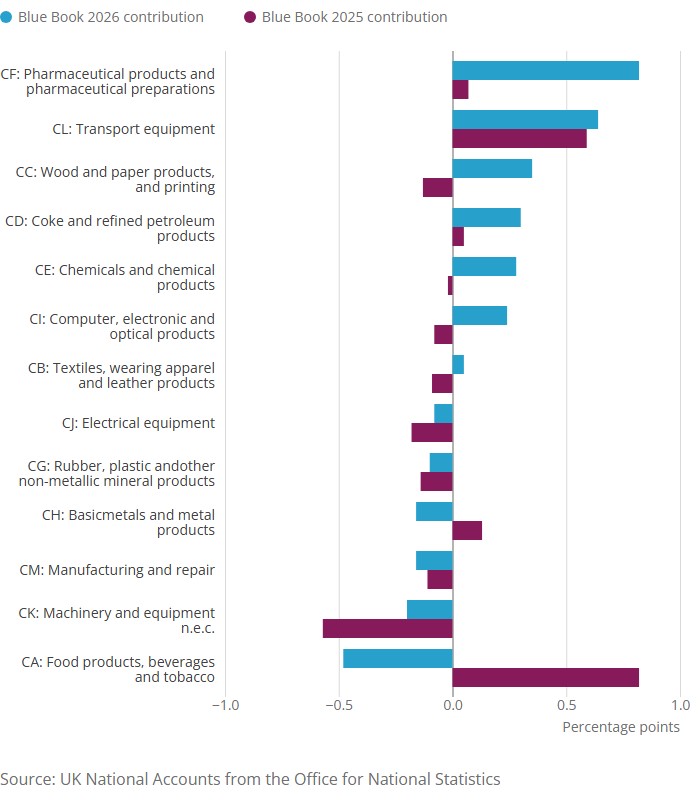 Blue Book 2026 contribution
Blue Book 2025 contribution
CF: Pharmaceutical products and
pharmaceutical preparations
CL: Transport equipment
CC: Wood and paper products,
and printing
CD: Coke and refined petroleum
products
CE: Chemicals and chemical
products
CI: Computer, electronic and
optical products
CB: Textiles, wearing apparel
and leather products
CJ: Electrical equipment
CG: Rubber, plastic andother
non-metallic mineral products
CH: Basicmetals and metal
products
CM: Manufacturing and repair
CK: Machinery and equipment
n.e.c.
CA: Food products, beverages
and tobacco
−1.0
−0.5
0.0
0.5
1.0
Percentage points
Source: UK National Accounts from the Office for National Statistics